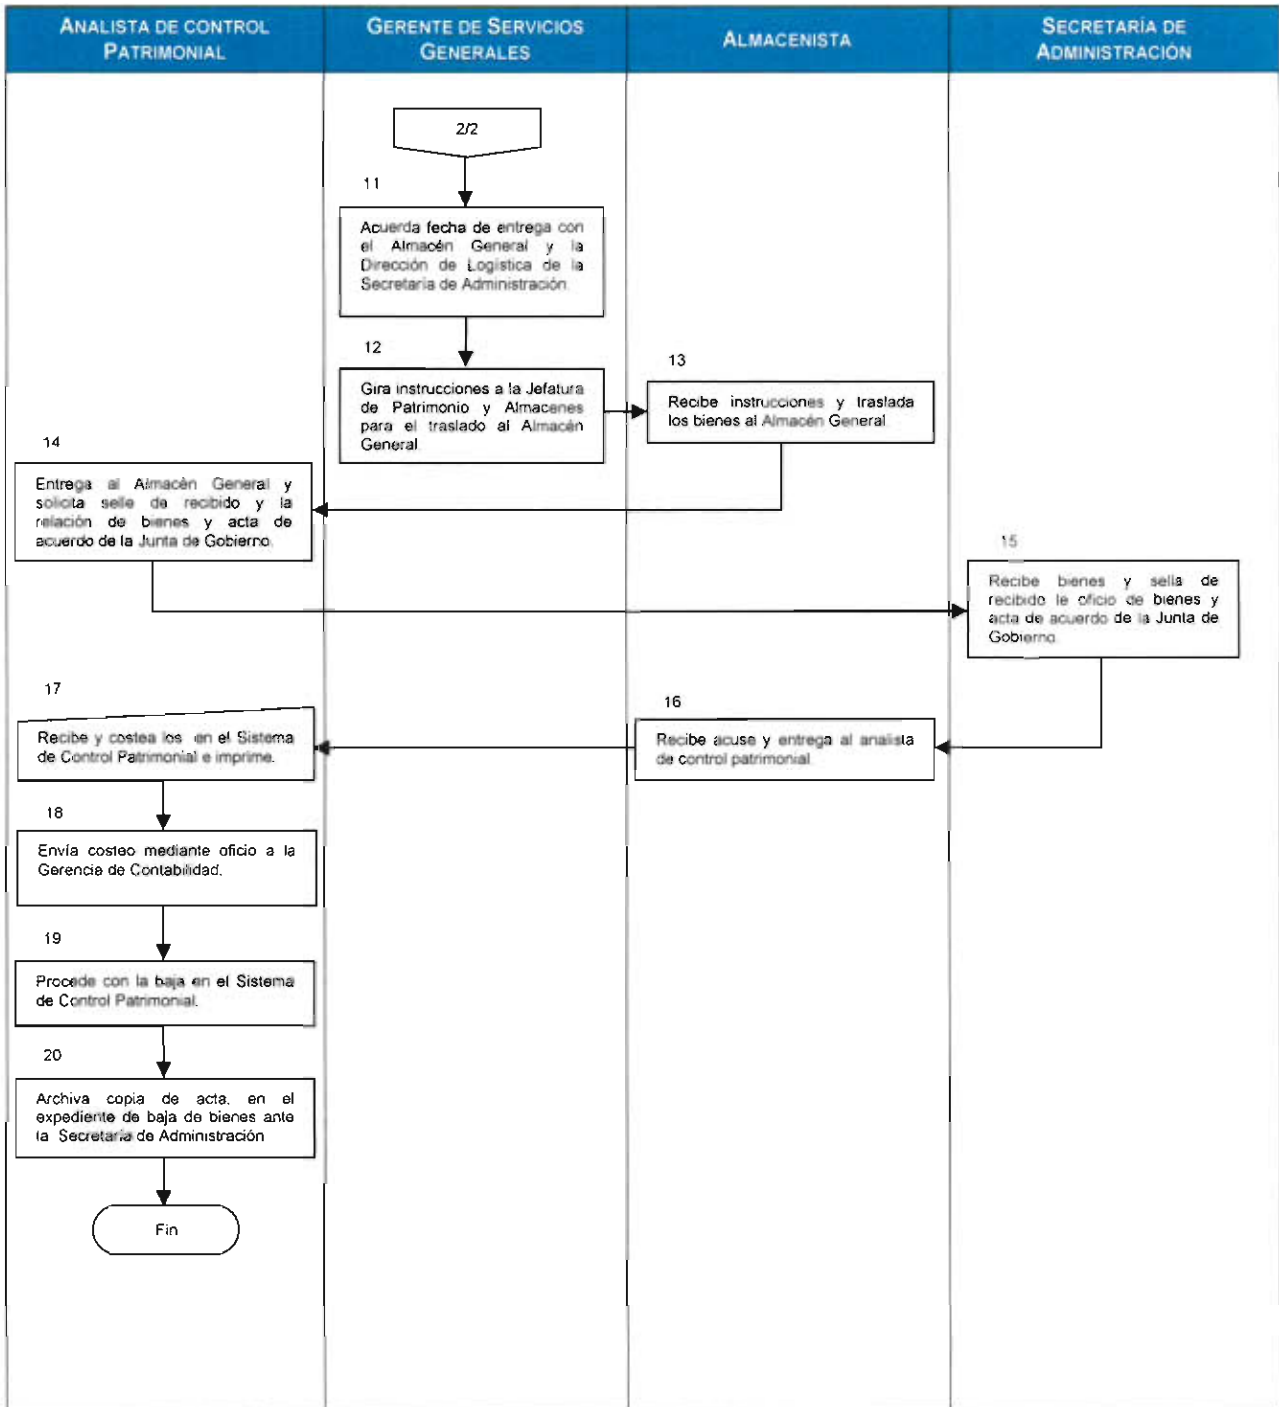 ANALISTA DE CONTROL
PATRIMONIAL
GERENTE DE SERVICIOS
GENERALES
ALMACENISTA
SECRETARÍA DE
ADMINISTRACIÓN
2/2
11
Acuerda fecha de entrega con
el Almacén General y la
Dirección de Logística de la
Secretaría de Administración.
12
Gira instrucciones a la Jefatura
de Patrimonio y Almacenes
para el traslado al Almacén
General
13
Recibe instrucciones y traslada
los bienes al Almacén General
14
Entrega al Almacén General y
solicita selle de recibido y la
relación de bienes y acta de
acuerdo de la Junta de Gobierno.
15
Recibe bienes y sella de
recibido le oficio de bienes y
acta de acuerdo de la Junta de
Gobierno.
16
Recibe acuse y entrega al analista
de control patrimonial
17
Recibe y costea los en el Sistema
de Control Patrimonial e imprime.
18
Envía costeo mediante oficio a la
Gerencia de Contabilidad.
19
Procede con la baja en el Sistema
de Control Patrimonial.
20
Archiva copia de acta, en el
expediente de baja de bienes ante
la Secretaría de Administración
Fin